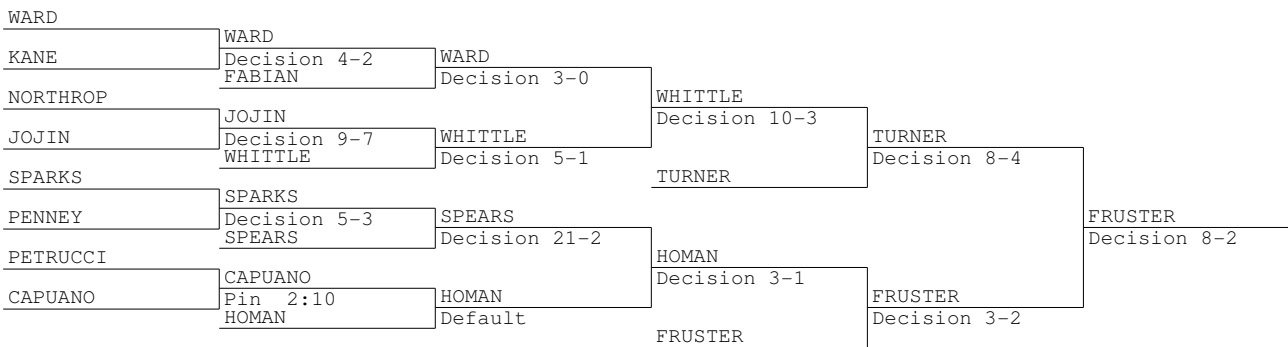 WARD
WARD
KANE
Decision 4-2
WARD
FABIAN
Decision 3-0
NORTHROP
WHITTLE
JOJIN
Decision 10-3
JOJIN
Decision 9-7
WHITTLE
TURNER
WHITTLE
Decision 5-1
Decision 8-4
SPARKS
TURNER
SPARKS
PENNEY
Decision 5-3
SPEARS
FRUSTER
SPEARS
Decision 21-2
Decision 8-2
PETRUCCI
HOMAN
CAPUANO
Decision 3-1
CAPUANO
Pin 2:10
HOMAN
FRUSTER
HOMAN
Default
Decision 3-2
FRUSTER